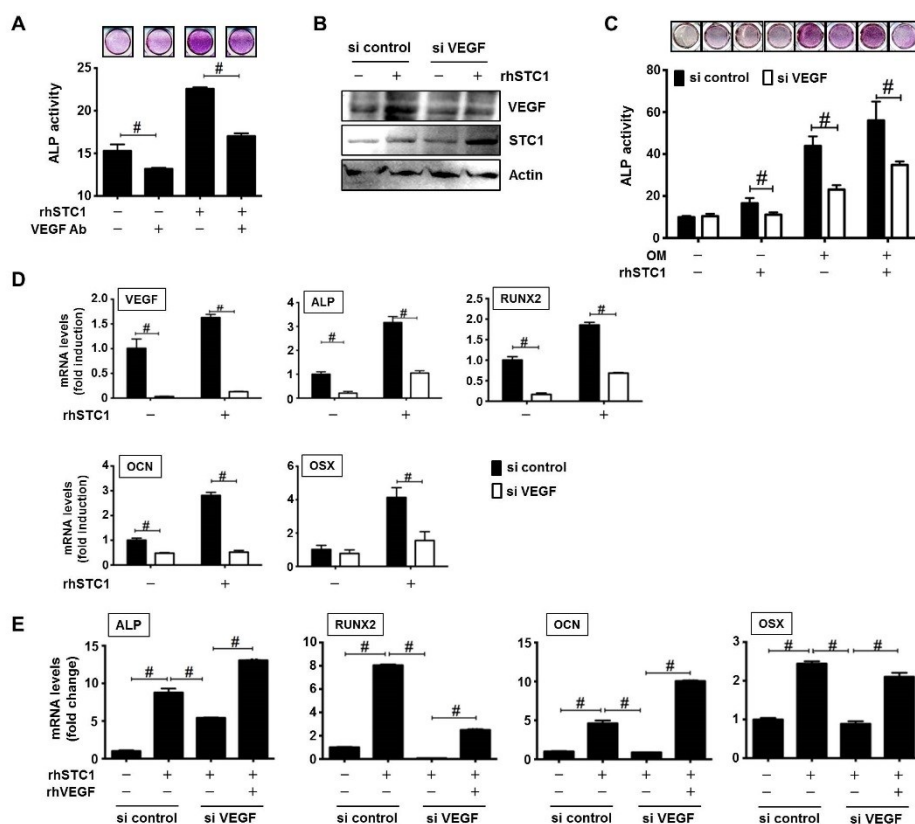 A
#
#
25
20
15
10
ALP activity
rhSTC1 – – + +
VEGF Ab – + – +
B
si control si VEGF
– + – + rhSTC1
VEGF
STC1
Actin
C
si control si VEGF
80
60
40
20
0
ALP activity
# # #
OM – – + +
rhSTC1 – + – +
D
VEGF
2.0
1.5
1.0
0.5
0
mRNA levels
(fold induction)
# #
rhSTC1 – +
ALP
6
4
2
0
# #
– +
RUNX2
2.5
2.0
1.5
1.0
0.5
0
# #
– +
OCN
4
3
2
1
0
mRNA levels
(fold induction)
# #
rhSTC1 – +
OSX
6
4
2
0
#
– +
si control
si VEGF
E
ALP
15
10
5
0
mRNA levels
(fold change)
# # #
rhSTC1 – + + +
rhVEGF – – – +
si control si VEGF
RUNX2
10
8
6
4
2
0
# # #
– + + +
– – – +
si control si VEGF
OCN
15
10
5
0
# # #
– + + +
– – – +
si control si VEGF
OSX
3
2
1
0
# # #
– + + +
– – – +
si control si VEGF